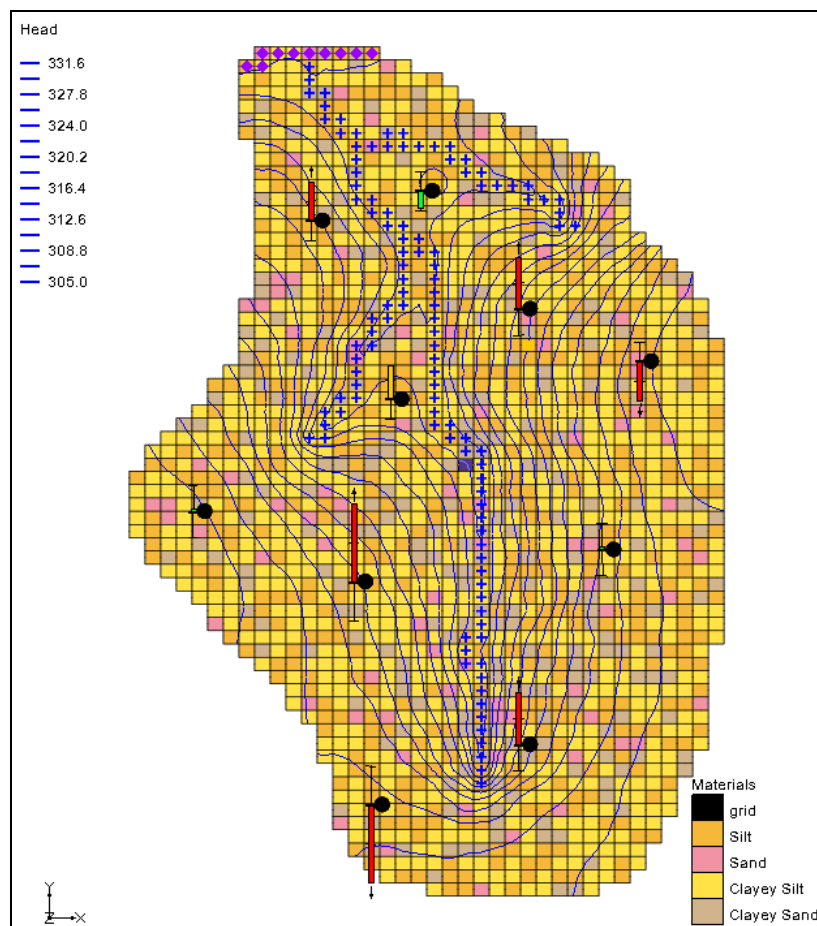 Head
331.6
327.8
324.0
320.2
316.4
312.6
308.8
305.0
Materials
grid
Silt
Sand
Clayey Silt
Clayey Sand
Y
Z
X